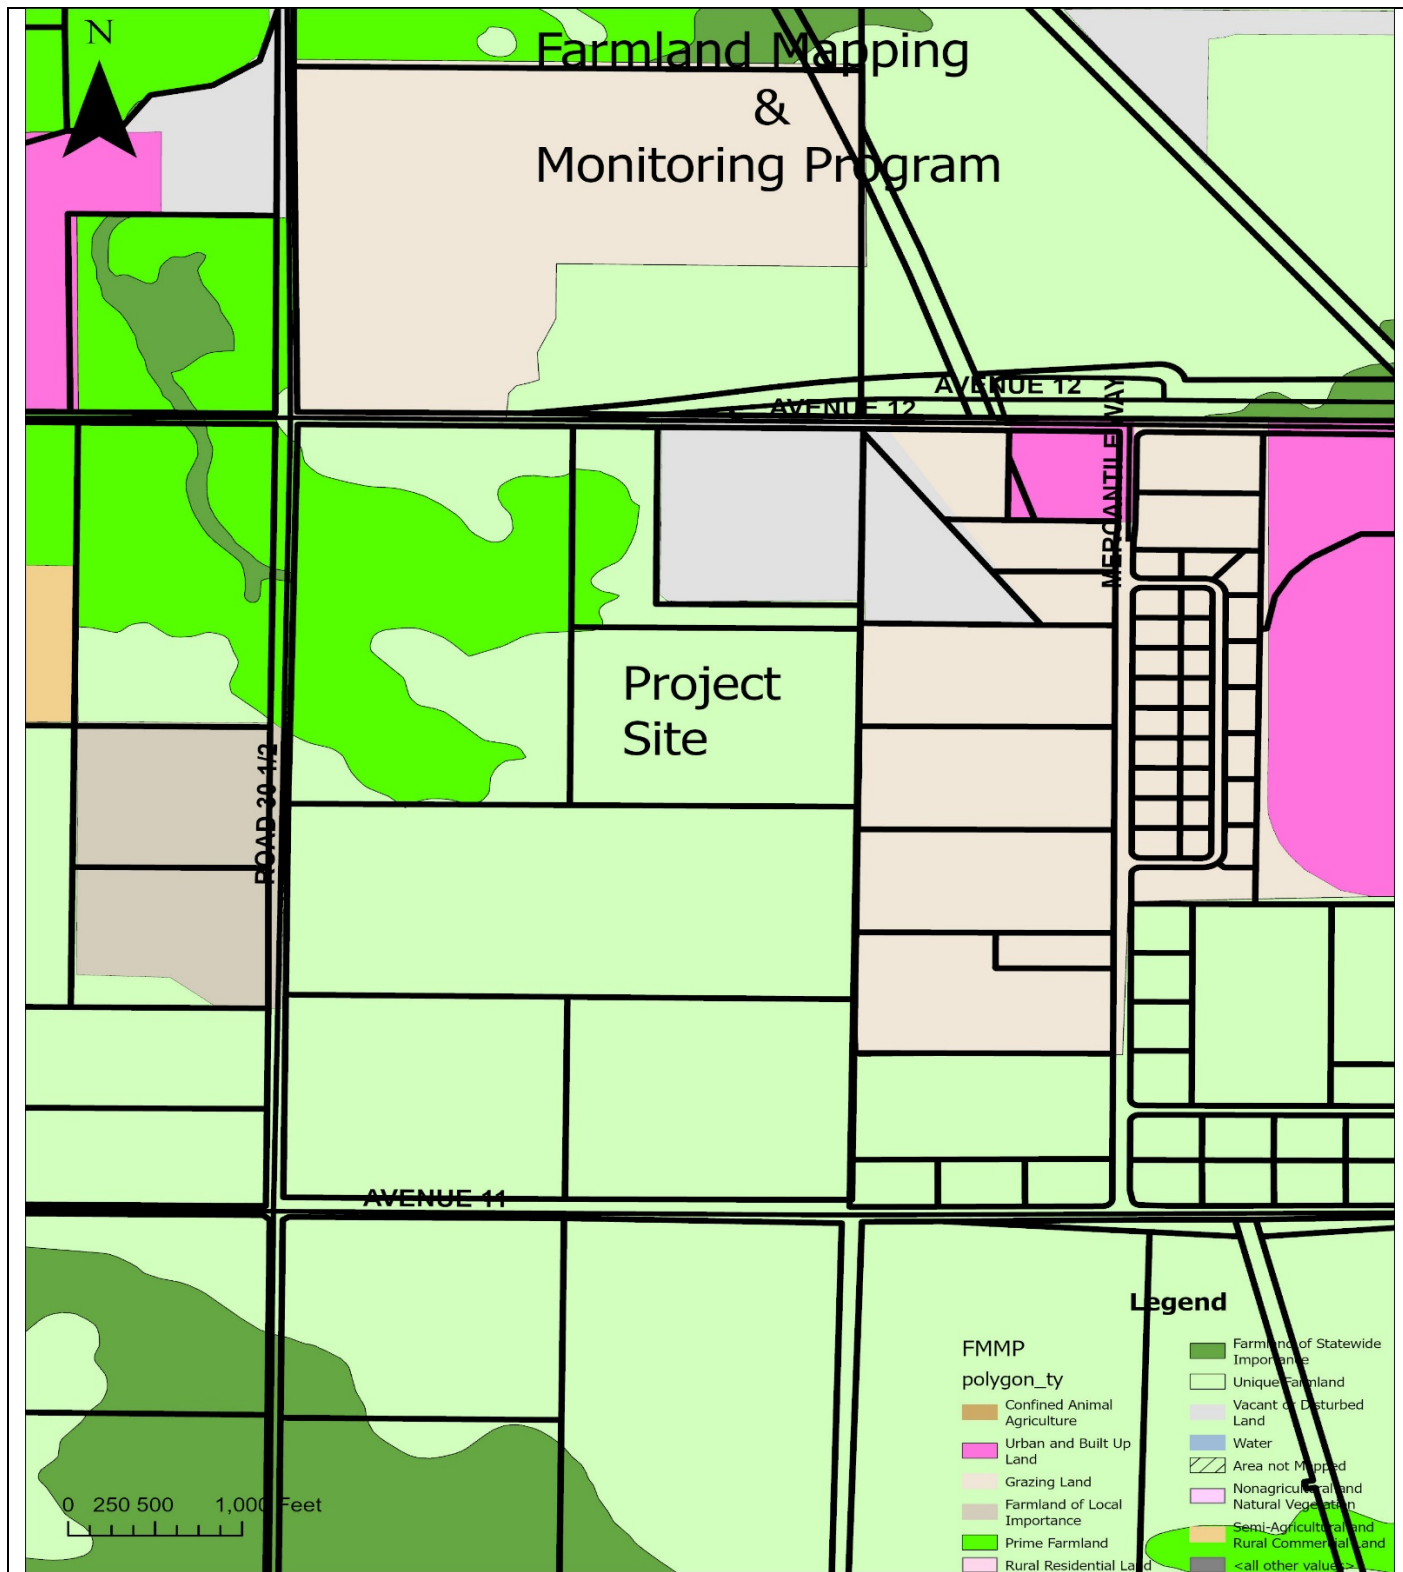 N
Farmland Mapping
&
Monitoring Program
AVENUE 12
AVENUE 12
MERCANTILE WAY
Project
Site
ROAD 30 1/2
AVENUE 11
Legend
FMMP
polygon_ty
Confined Animal
Agriculture
Urban and Built Up
Land
Grazing Land
Farmland of Local
Importance
Prime Farmland
Rural Residential Land
Farmland of Statewide
Importance
Unique Farmland
Vacant or Disturbed
Land
Water
Area not Mapped
Nonagricultural and
Natural Vegetation
Semi-Agricultural and
Rural Commercial Land
<all other values>
0 250 500 1,000 Feet